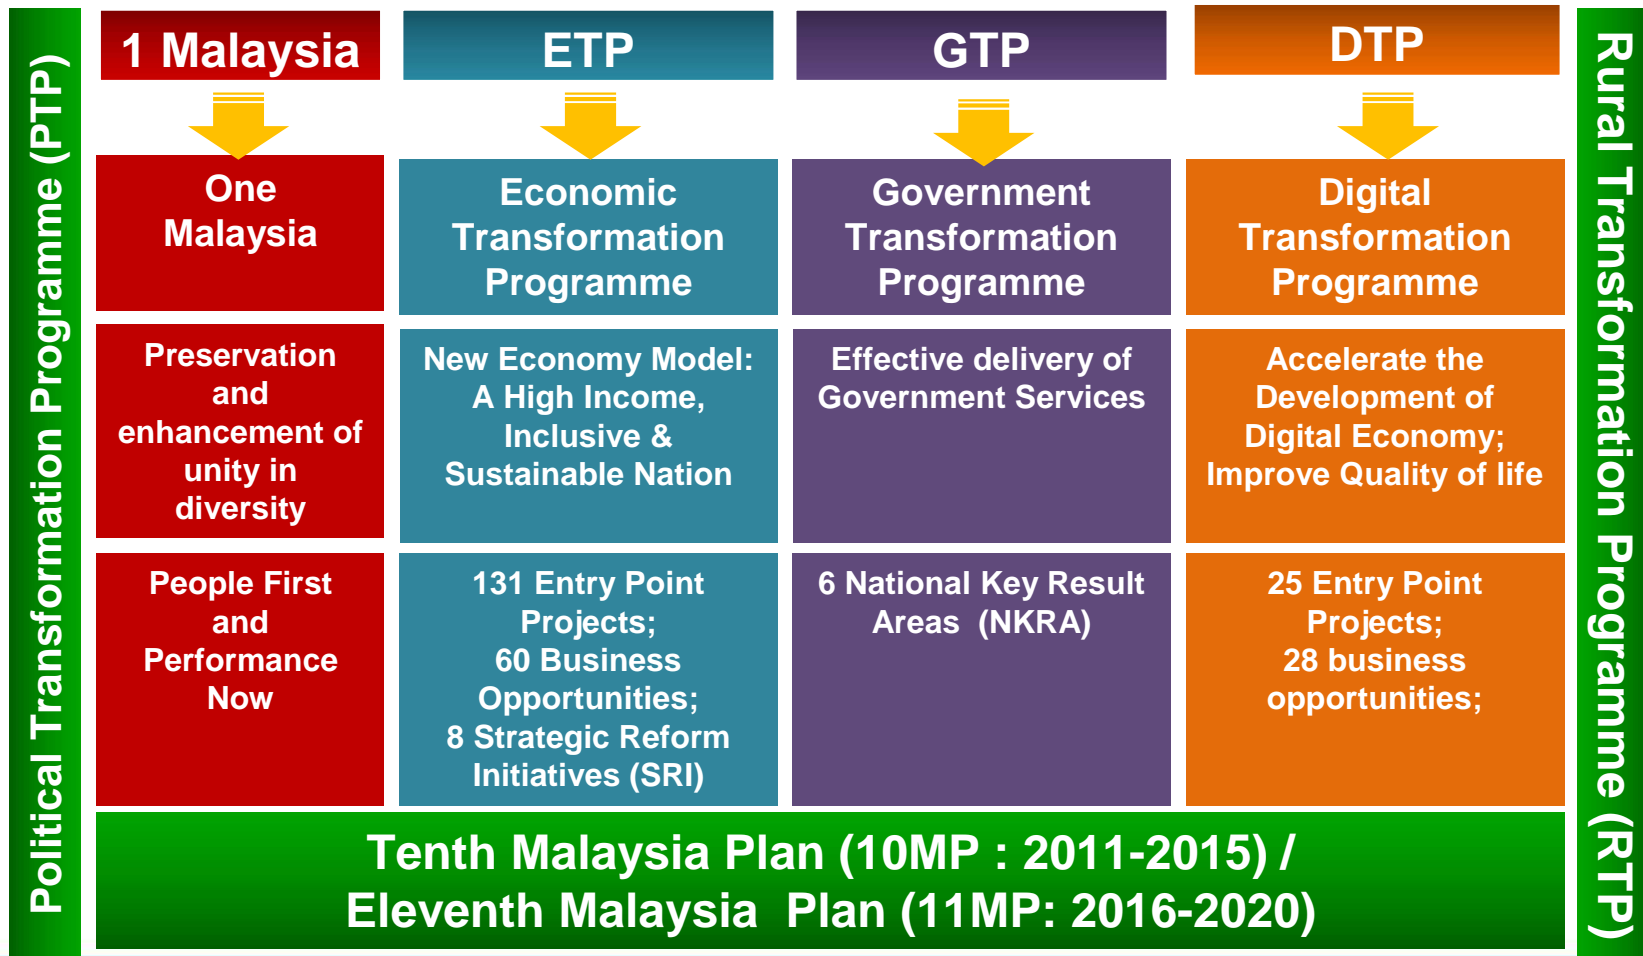 Political Transformation Programme (PTP)
1 Malaysia
One
Malaysia
Preservation
and
enhancement of
unity in
diversity
People First
and
Performance
Now
ETP
Economic
Transformation
Programme
New Economy Model:
A High Income,
Inclusive &
Sustainable Nation
131 Entry Point
Projects;
60 Business
Opportunities;
8 Strategic Reform
Initiatives (SRI)
GTP
Government
Transformation
Programme
Effective delivery of
Government Services
6 National Key Result
Areas  (NKRA)
DTP
Digital
Transformation
Programme
Accelerate the
Development of
Digital Economy;
Improve Quality of life
25 Entry Point
Projects;
28 business
opportunities;
Rural Transformation Programme (RTP)
Tenth Malaysia Plan (10MP : 2011-2015) /
Eleventh Malaysia  Plan (11MP: 2016-2020)